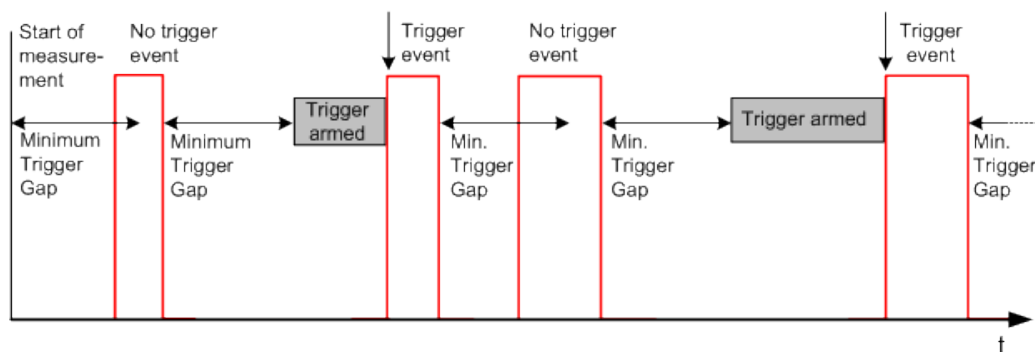 Start of
measure-
ment
No trigger
event
Trigger
event
No trigger
event
Trigger
event
Trigger
armed
Trigger armed
Minimum
Trigger
Gap
Minimum
Trigger
Gap
Min.
Trigger
Gap
Min.
Trigger
Gap
Min.
Trigger
Gap
t